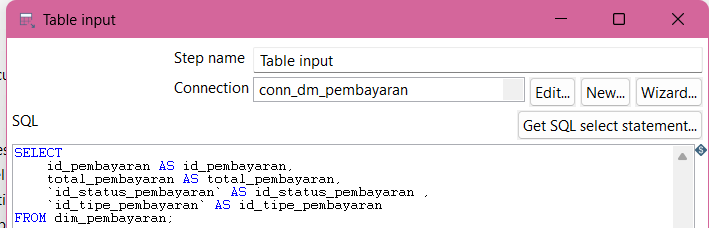 Table input
Step name Table input
Connection conn_dm_pembayaran Edit... New... Wizard...
SQL Get SQL select statement...
SELECT
id_pembayaran AS id_pembayaran,
total_pembayaran AS total_pembayaran,
`id_status_pembayaran` AS id_status_pembayaran ,
`id_tipe_pembayaran` AS id_tipe_pembayaran
FROM dim_pembayaran;